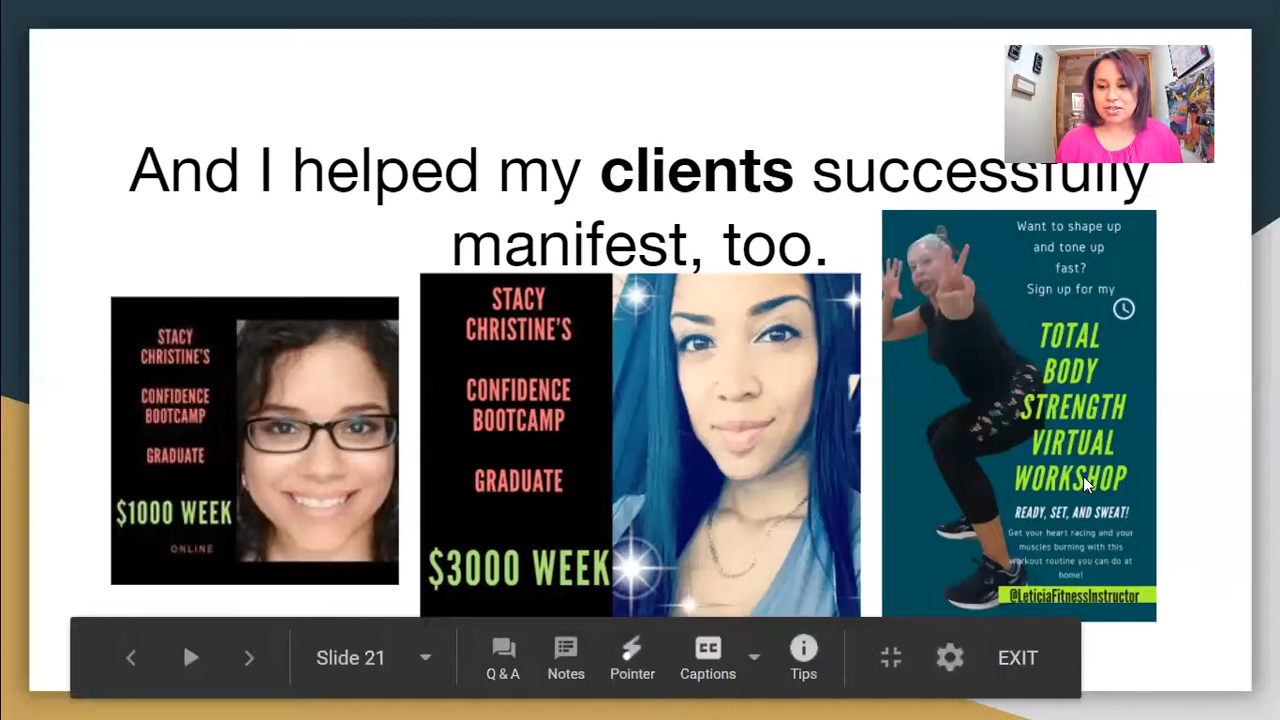 And I helped my clients successfully
manifest, too.
STACY
CHRISTINE'S
CONFIDENCE
BOOTCAMP
GRADUATE
$1000 WEEK
ONLINE
STACY
CHRISTINE'S
CONFIDENCE
BOOTCAMP
GRADUATE
$3000 WEEK
Want to shape up
and tone up
fast?
Sign up for my
TOTAL
BODY
STRENGTH
VIRTUAL
WORKSHOP
READY, SET, AND SWEAT!
Get your heart racing and your
muscles burning with this
workout routine you can do at
home!
@LeticiaFitnessInstructor
Slide 21
Q & A
Notes
Pointer
CC
Captions
Tips
EXIT